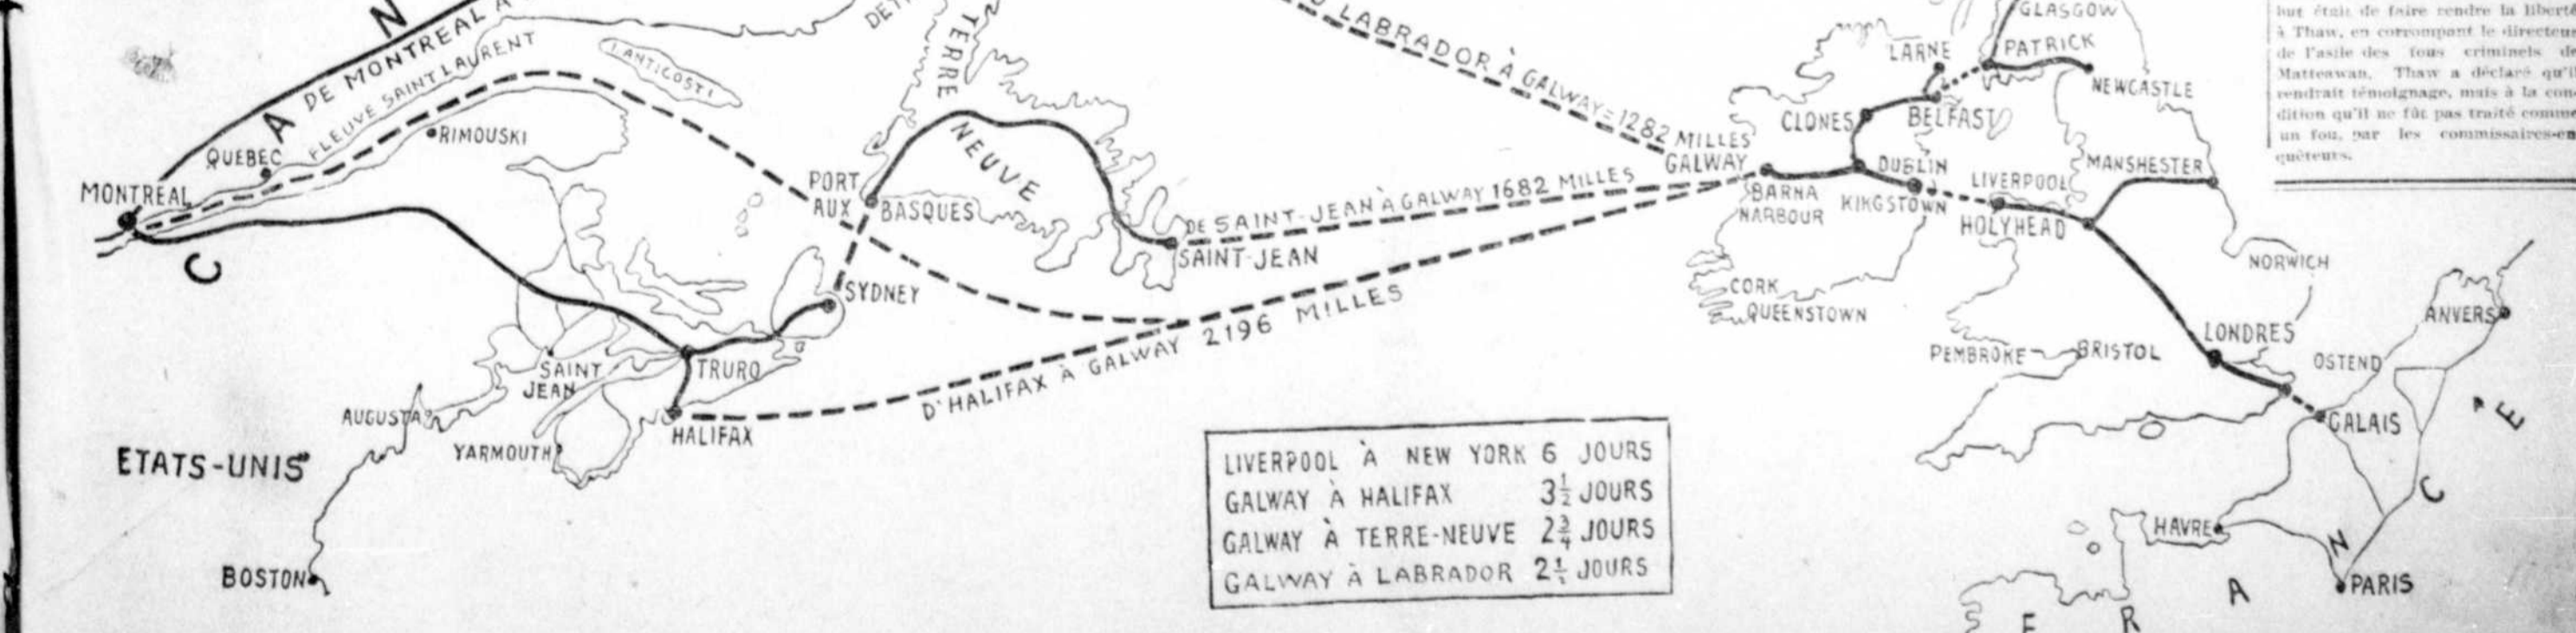 DE MONTREAL À
FLEUVE SAINT LAURENT
I. ANTICOSTI
TERRE
NEUVE
LABRADOR À GALWAY = 1282 MILLES
GLASGOW
LARNE
PATRICK
NEWCASTLE
CLONES
BELFAST
but était de faire rendre la liberté
à Thaw, en corrompant le directeur
de l'asile des fous criminels de
Matteawan. Thaw a déclaré qu'il
rendrait témoignage, mais à la con-
dition qu'il ne fût pas traité comme
un fou, par les commissaires-en-
quêteurs.
RIMOUSKI
QUEBEC
MONTREAL
C A N
PORT
AUX BASQUES
DE SAINT-JEAN À GALWAY 1682 MILLES
SAINT-JEAN
GALWAY
BARNA
HARBOUR
DUBLIN
KINGSTOWN
LIVERPOOL
HOLYHEAD
MANSHESTER
NORWICH
SYDNEY
CORK
QUEENSTOWN
D'HALIFAX À GALWAY 2196 MILLES
PEMBROKE
BRISTOL
LONDRES
OSTEND
ANVERS
SAINT
JEAN
TRURO
AUGUSTA
YARMOUTH
HALIFAX
CALAIS
ETATS-UNIS
BOSTON
LIVERPOOL À NEW YORK 6 JOURS
GALWAY À HALIFAX 3½ JOURS
GALWAY À TERRE-NEUVE 2¾ JOURS
GALWAY À LABRADOR 2 JOURS
HAVRE
PARIS
F R A N C E